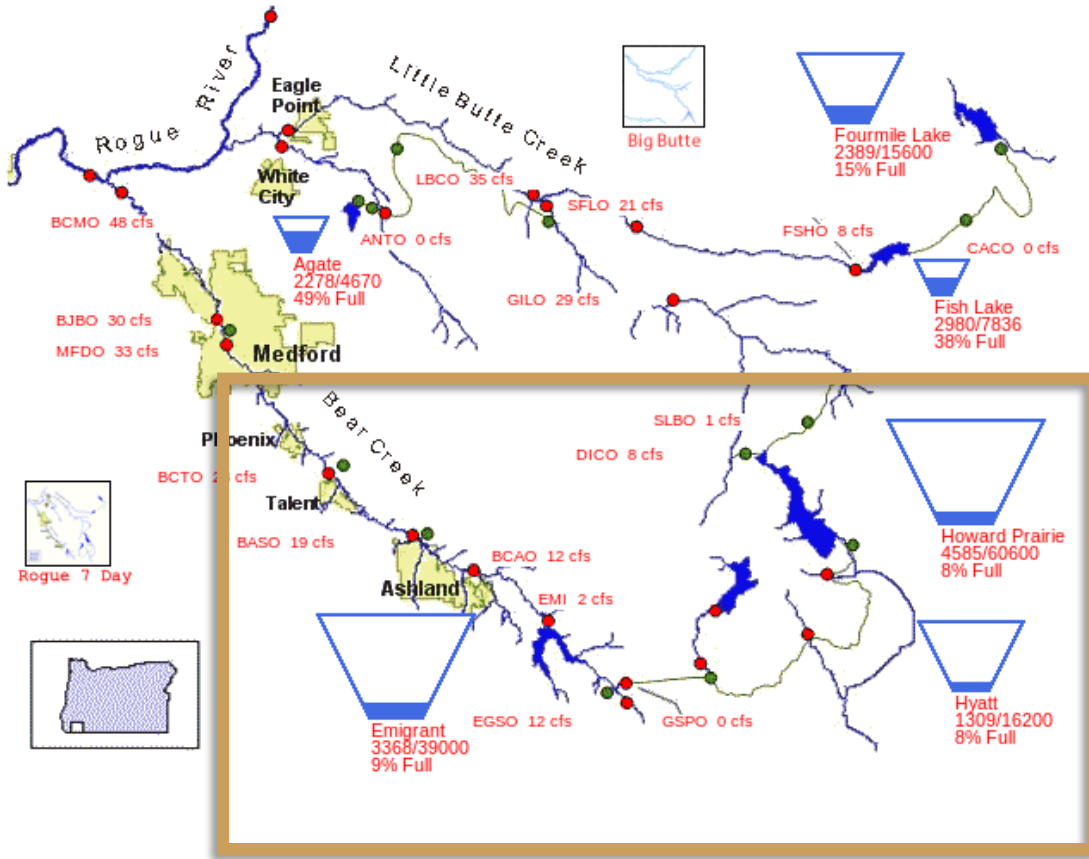 Rogue River
Little Butte Creek
Eagle
Point
White
City
Big Butte
Fourmile Lake
2389/15600
15% Full
LBCO 35 cfs
BCMO 48 cfs
SFLO 21 cfs
ANTO 0 cfs
FSHO 8 cfs
CACO 0 cfs
Agate
2278/4670
49% Full
GILO 29 cfs
Fish Lake
2980/7836
38% Full
BJBO 30 cfs
MFDO 33 cfs
Medford
Bear Creek
Phoenix
SLBO 1 cfs
DICO 8 cfs
BCTO cfs
Talent
Howard Prairie
4585/60600
8% Full
BASO 19 cfs
BCAO 12 cfs
Rogue 7 Day
Ashland
EMI 2 cfs
EGSO 12 cfs
GSPO 0 cfs
Emigrant
3368/39000
9% Full
Hyatt
1309/16200
8% Full